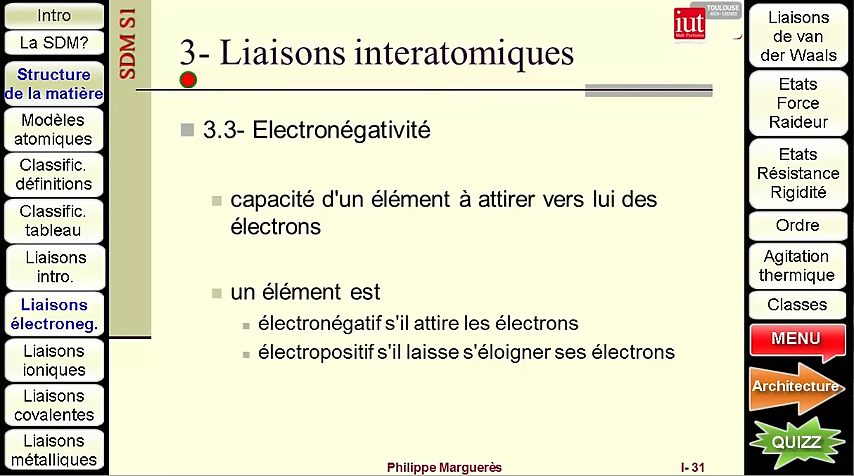 Intro
La SDM?
Structure
de la matière
Modèles
atomiques
Classific.
définitions
Classific.
tableau
Liaisons
intro.
Liaisons
électroneg.
Liaisons
ioniques
Liaisons
covalentes
Liaisons
métalliques
SDM S1
3- Liaisons interatomiques
iut
TOULOUSE
3.3- Electronégativité
capacité d'un élément à attirer vers lui des
électrons
un élément est
électronégatif s'il attire les électrons
électropositif s'il laisse s'éloigner ses électrons
Philippe Marguerès
I- 31
Liaisons
de van
der Waals
Etats
Force
Raideur
Etats
Résistance
Rigidité
Ordre
Agitation
thermique
Classes
MENU
Architecture
QUIZZ